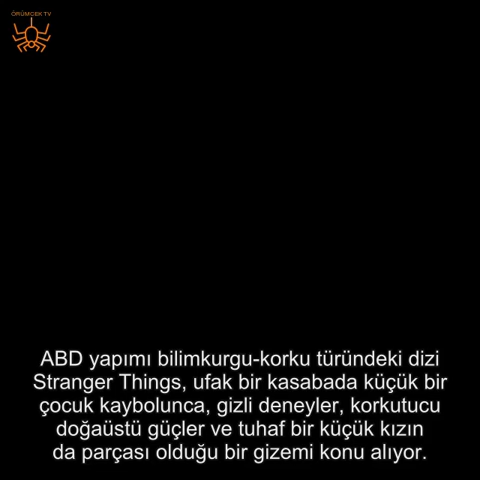 ÖRÜMCEK TV
ABD yapımı bilimkurgu-korku türündeki dizi
Stranger Things, ufak bir kasabada küçük bir
çocuk kaybolunca, gizli deneyler, korkutucu
doğaüstü güçler ve tuhaf bir küçük kızın
da parçası olduğu bir gizemi konu alıyor.